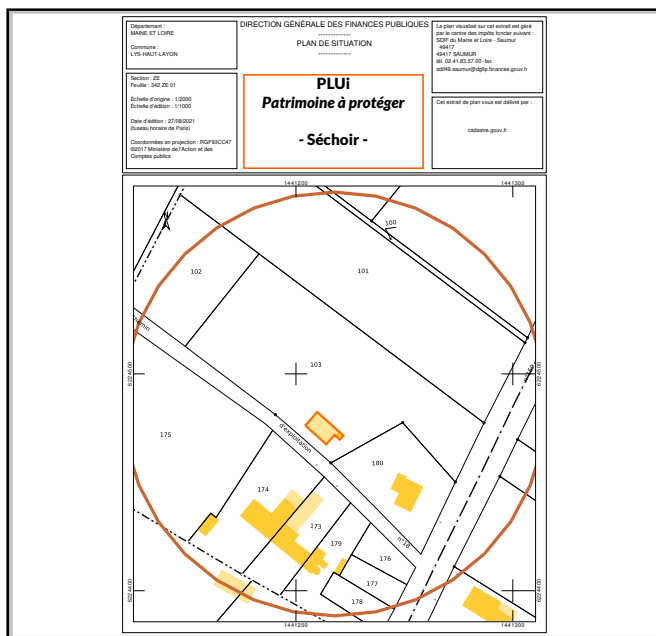 Département :
MAINE ET LOIRE
Commune :
LYS-HAUT-LAYON
Section : ZE
Feuille : 342 ZE 01
Échelle d'origine : 1/2000
Échelle d'édition : 1/1000
Date d'édition : 27/08/2021
(fuseau horaire de Paris)
Coordonnées en projection : RGF93CC47
©2017 Ministère de l'Action et des
Comptes publics
DIRECTION GÉNÉRALE DES FINANCES PUBLIQUES
-------------
PLAN DE SITUATION
-------------
PLUi
Patrimoine à protéger
- Séchoir -
Le plan visualisé sur cet extrait est géré
par le centre des impôts foncier suivant :
SDIF du Maine et Loire - Saumur
49417
49417 SAUMUR
tél. 02.41.83.57.00 -fax
sdif49.saumur@dgfip.finances.gouv.fr
Cet extrait de plan vous est délivré par :
cadastre.gouv.fr
1441200
1441300
100
102
101
6224500
6224500
103
175
d'exploitation
180
174
173
179
n°18
176
177
178
6224400
6224400
1441200
1441300